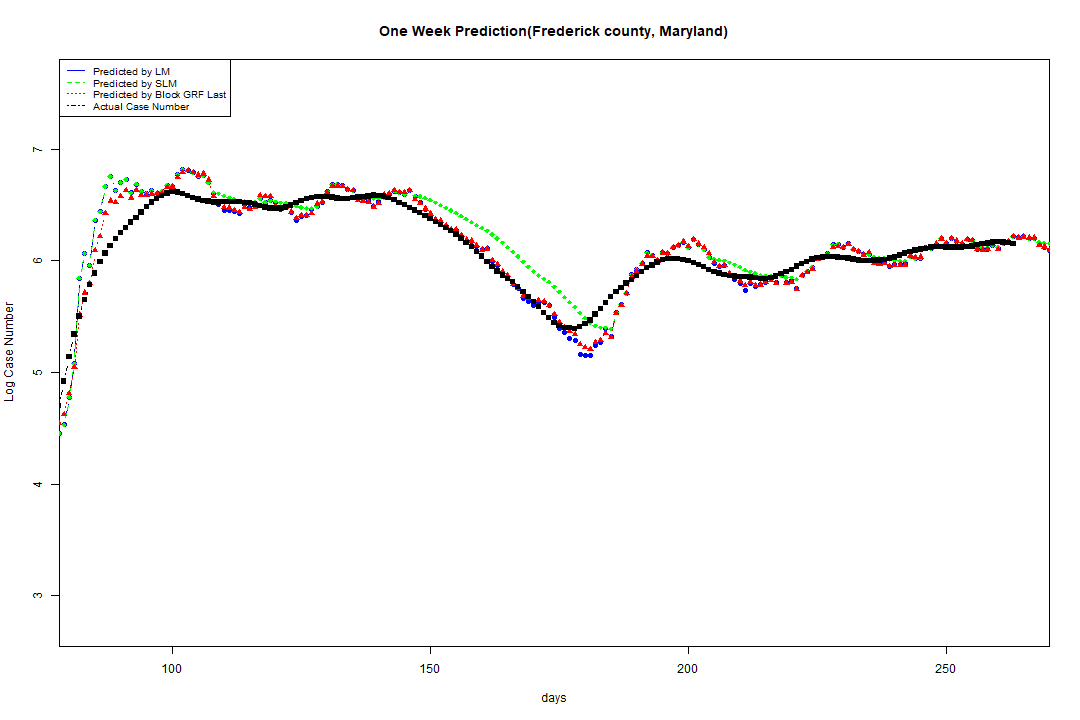 One Week Prediction(Frederick county, Maryland)
Predicted by LM
Predicted by SLM
Predicted by Block GRF Last
Actual Case Number
Log Case Number
7
6
5
4
3
100 150 200 250
days